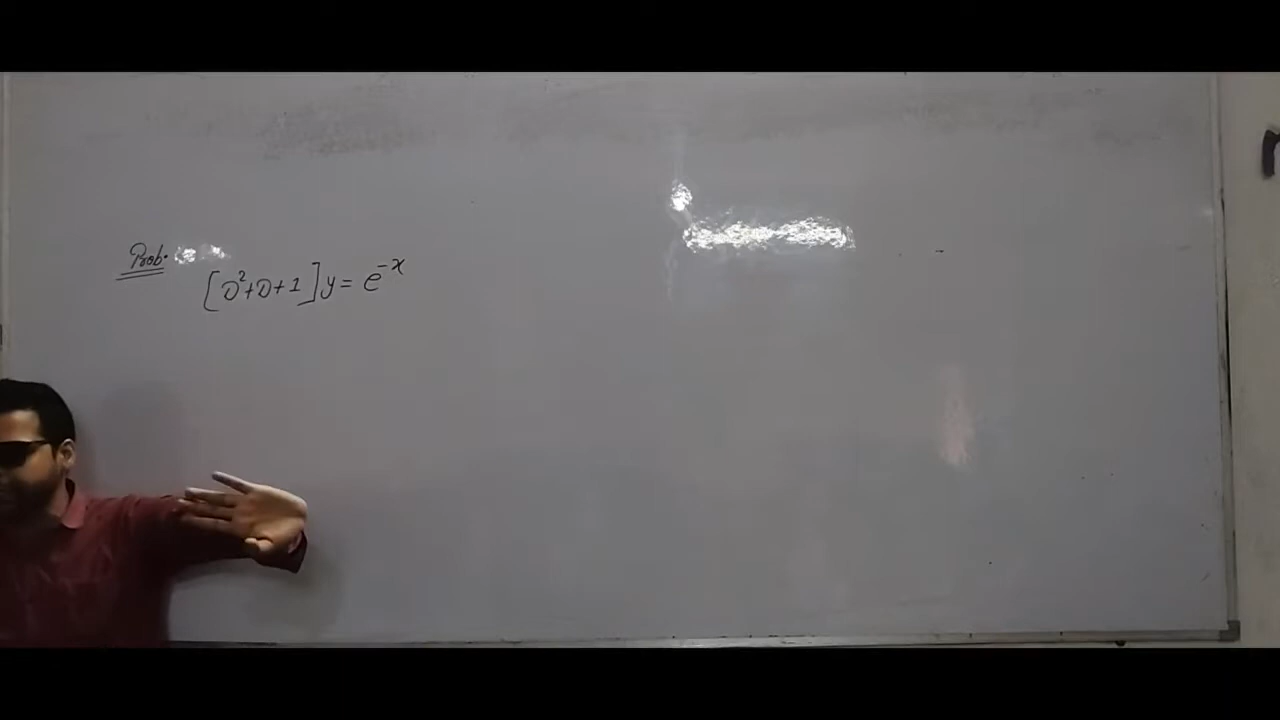 Prob.
[D²+D+1]y = e⁻ˣ